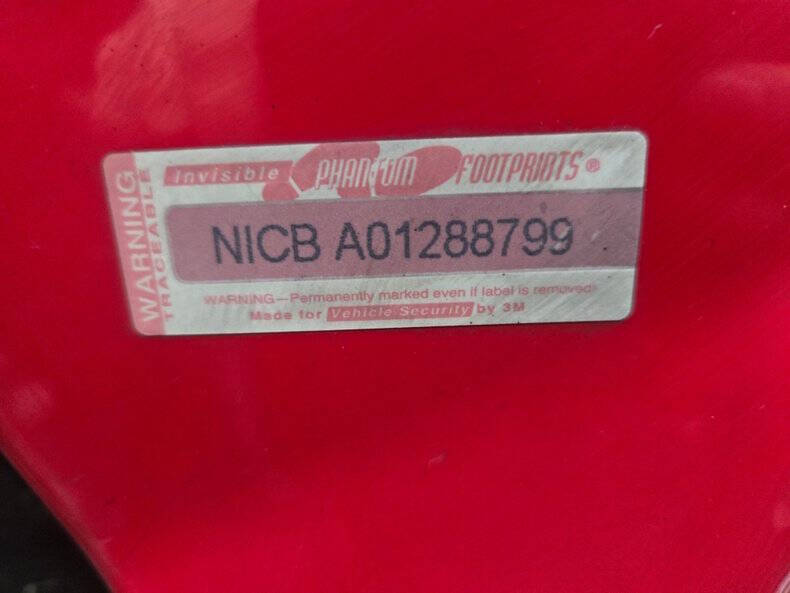 WARNING
TRACEABLE
Invisible PHANTOM FOOTPRINTS®
NICB A01288799
WARNING—Permanently marked even if label is removed.
Made for Vehicle Security by 3M